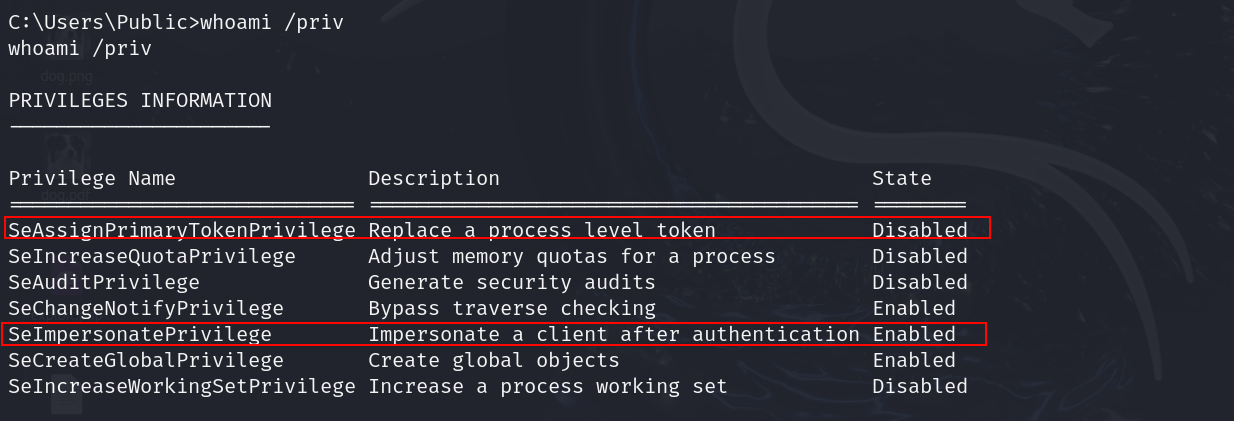 C:\Users\Public>whoami /priv
whoami /priv
dog.png
PRIVILEGES INFORMATION
----------------------
Privilege Name Description State
============================= ========================================= ========
SeAssignPrimaryTokenPrivilege Replace a process level token Disabled
SeIncreaseQuotaPrivilege Adjust memory quotas for a process Disabled
SeAuditPrivilege Generate security audits Disabled
SeChangeNotifyPrivilege Bypass traverse checking Enabled
SeImpersonatePrivilege Impersonate a client after authentication Enabled
SeCreateGlobalPrivilege Create global objects Enabled
SeIncreaseWorkingSetPrivilege Increase a process working set Disabled